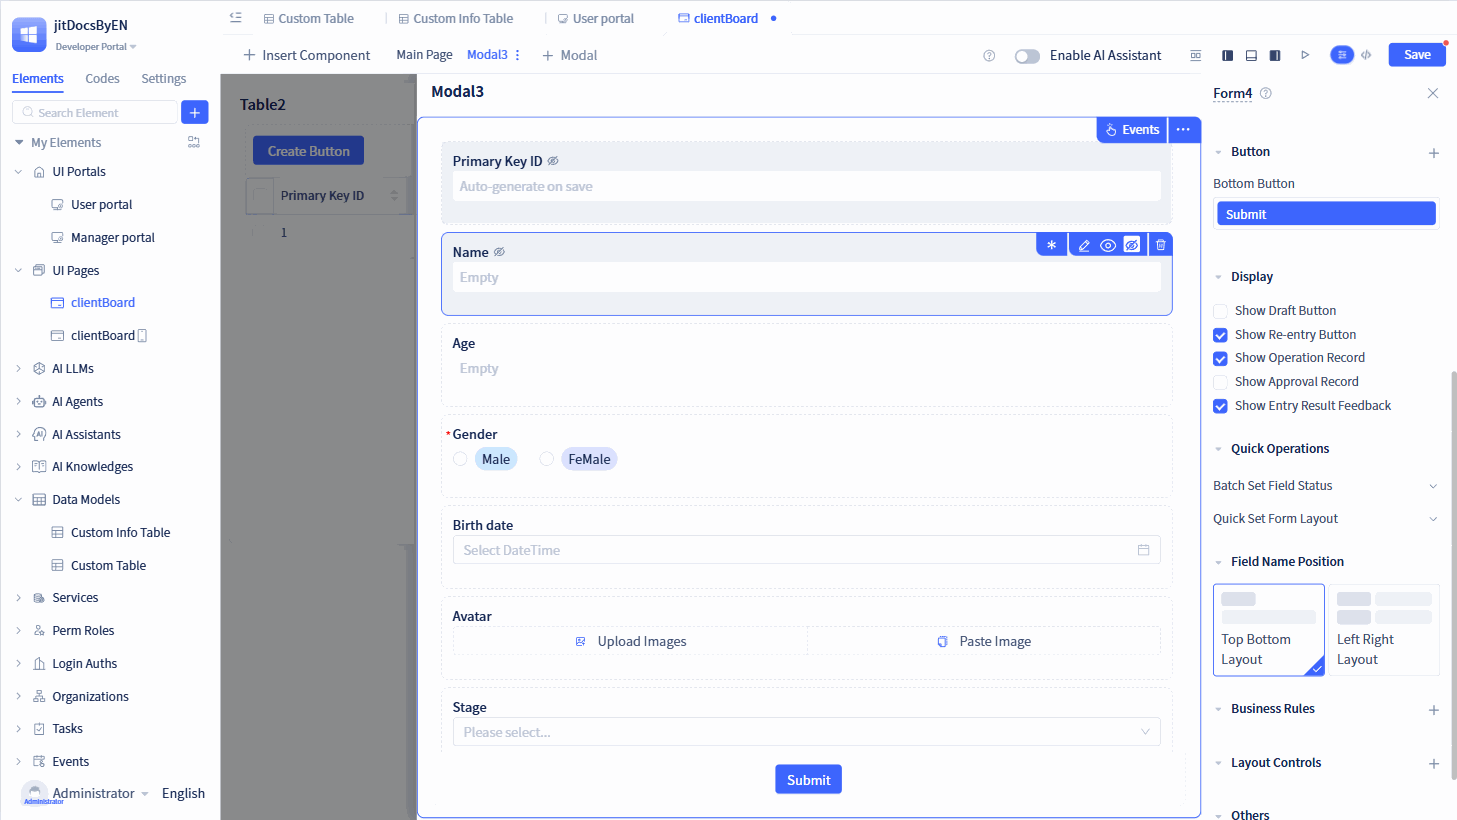 jitDocsByEN
Developer Portal
Elements
Codes
Settings
Search Element
My Elements
UI Portals
User portal
Manager portal
UI Pages
clientBoard
clientBoard
AI LLMs
AI Agents
AI Assistants
AI Knowledges
Data Models
Custom Info Table
Custom Table
Services
Perm Roles
Login Auths
Organizations
Tasks
Events
Administrator
Administrator
English
Custom Table
Custom Info Table
User portal
clientBoard
Insert Component
Main Page
Modal3
Modal
Enable AI Assistant
Save
Table2
Create Button
Primary Key ID
1
Modal3
Events
Primary Key ID
Auto-generate on save
Name
Empty
Age
Empty
* Gender
Male
FeMale
Birth date
Select DateTime
Avatar
Upload Images
Paste Image
Stage
Please select...
Submit
Form4
Button
Bottom Button
Submit
Display
Show Draft Button
Show Re-entry Button
Show Operation Record
Show Approval Record
Show Entry Result Feedback
Quick Operations
Batch Set Field Status
Quick Set Form Layout
Field Name Position
Top Bottom
Layout
Left Right
Layout
Business Rules
Layout Controls
Others